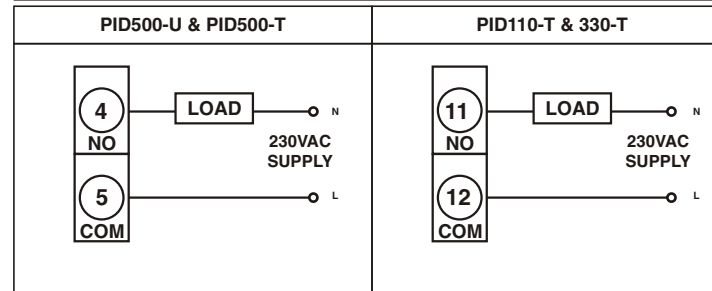 PID500-U & PID500-T
4
LOAD
N
NO
230VAC
SUPPLY
5
L
COM
PID110-T & 330-T
11
LOAD
N
NO
230VAC
SUPPLY
12
L
COM